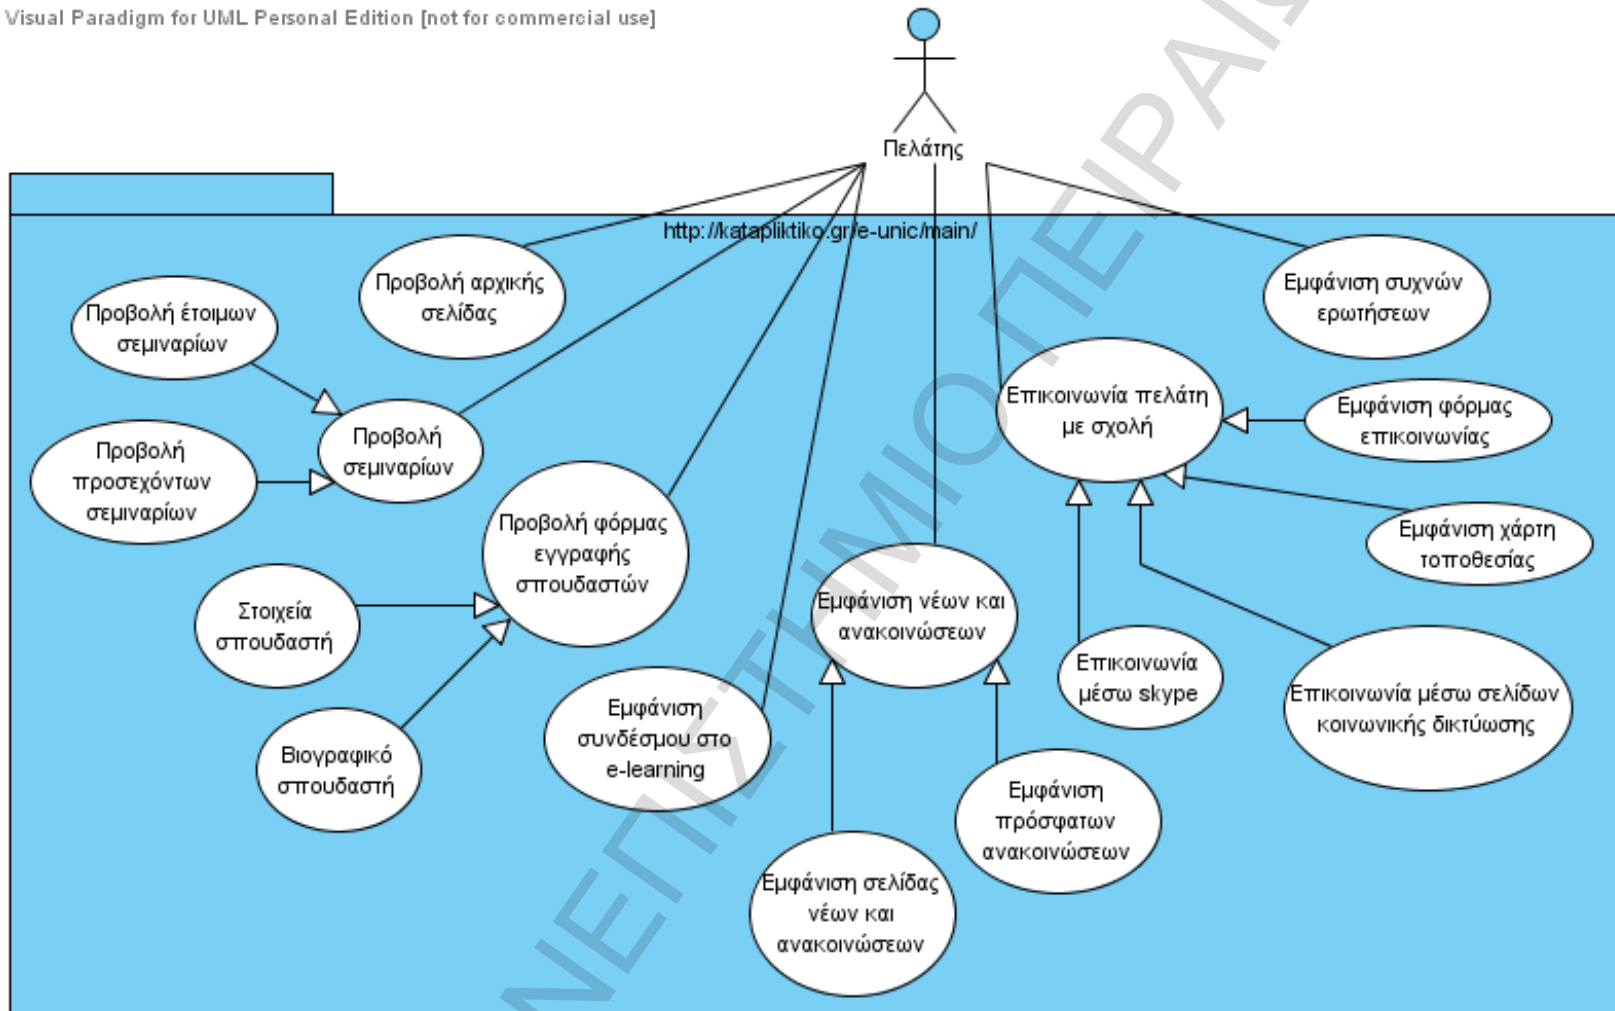 Visual Paradigm for UML Personal Edition [not for commercial use]
Πελάτης
http://katapliktiko.gr/e-unic/main/
Προβολή αρχικής
σελίδας
Εμφάνιση συχνών
ερωτήσεων
Προβολή έτοιμων
σεμιναρίων
Επικοινωνία πελάτη
με σχολή
Εμφάνιση φόρμας
επικοινωνίας
Προβολή
σεμιναρίων
Προβολή
προσεχόντων
σεμιναρίων
Προβολή φόρμας
εγγραφής
σπουδαστών
Εμφάνιση χάρτη
τοποθεσίας
Στοιχεία
σπουδαστή
Εμφάνιση νέων και
ανακοινώσεων
Επικοινωνία
μέσω skype
Επικοινωνία μέσω σελίδων
κοινωνικής δικτύωσης
Εμφάνιση
συνδέσμου στο
e-learning
Βιογραφικό
σπουδαστή
Εμφάνιση
πρόσφατων
ανακοινώσεων
Εμφάνιση σελίδας
νέων και
ανακοινώσεων
ΝΕΠΙΣΤΗΜΙΟ ΠΕΙΡΑΙΩ